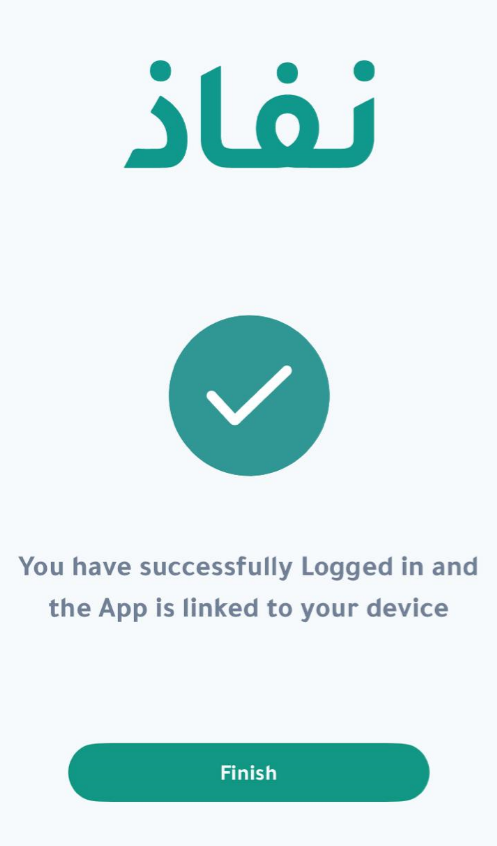 نفاذ
You have successfully Logged in and
the App is linked to your device
Finish